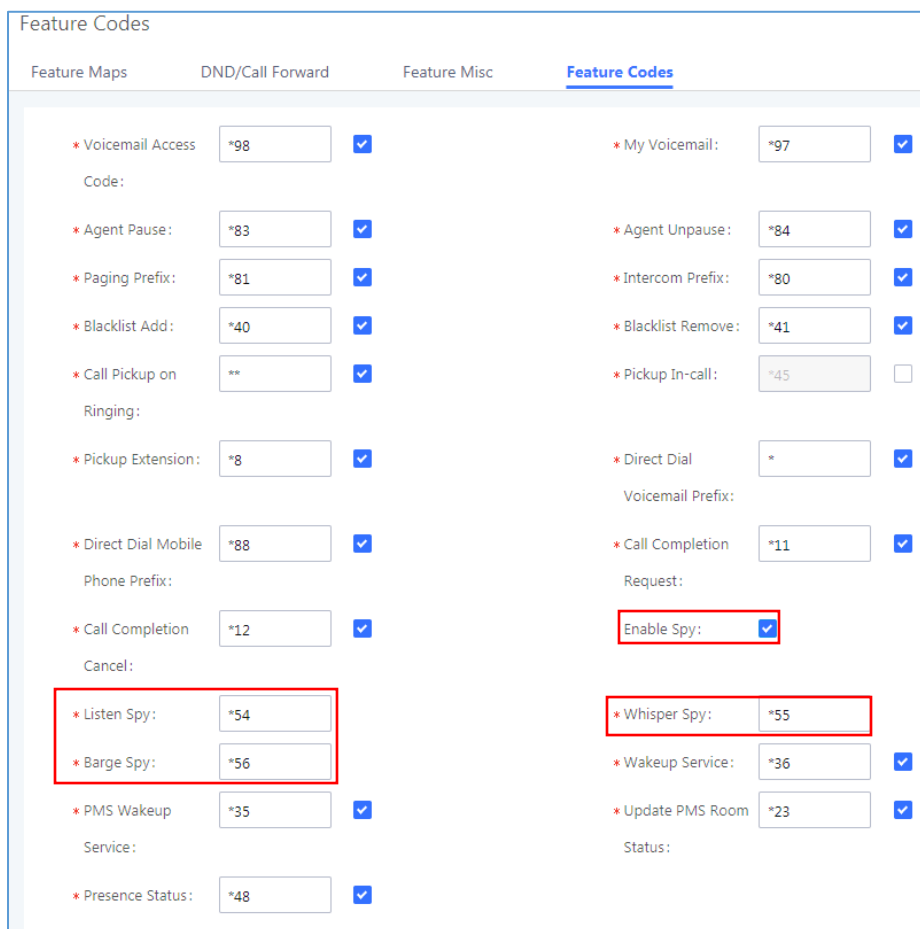 Feature Codes
Feature Maps DND/Call Forward Feature Misc Feature Codes
* Voicemail Access *98 * My Voicemail: *97
Code:
* Agent Pause: *83 * Agent Unpause: *84
* Paging Prefix: *81 * Intercom Prefix: *80
* Blacklist Add: *40 * Blacklist Remove: *41
* Call Pickup on ** * Pickup In-call: *45
Ringing:
* Pickup Extension: *8 * Direct Dial *
Voicemail Prefix:
* Direct Dial Mobile *88 * Call Completion *11
Phone Prefix: Request:
* Call Completion *12 Enable Spy:
Cancel:
* Listen Spy: *54 * Whisper Spy: *55
* Barge Spy: *56 * Wakeup Service: *36
* PMS Wakeup *35 * Update PMS Room *23
Service: Status:
* Presence Status: *48